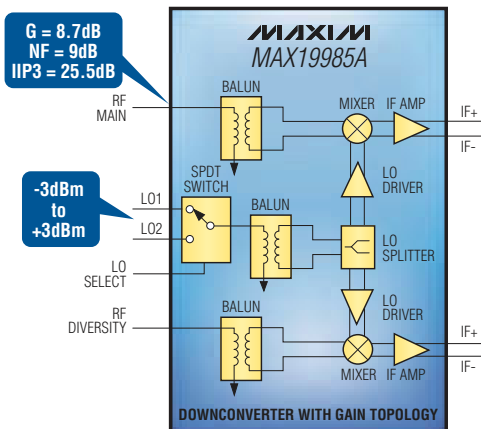 G = 8.7dB
NF = 9dB
IIP3 = 25.5dB
MAXIM
MAX19985A
RF
MAIN
BALUN
MIXER
IF AMP
IF+
IF-
-3dBm
to
+3dBm
LO1
LO2
SPDT
SWITCH
LO
SELECT
BALUN
LO
DRIVER
LO
SPLITTER
LO
DRIVER
RF
DIVERSITY
BALUN
MIXER
IF AMP
IF+
IF-
DOWNCONVERTER WITH GAIN TOPOLOGY